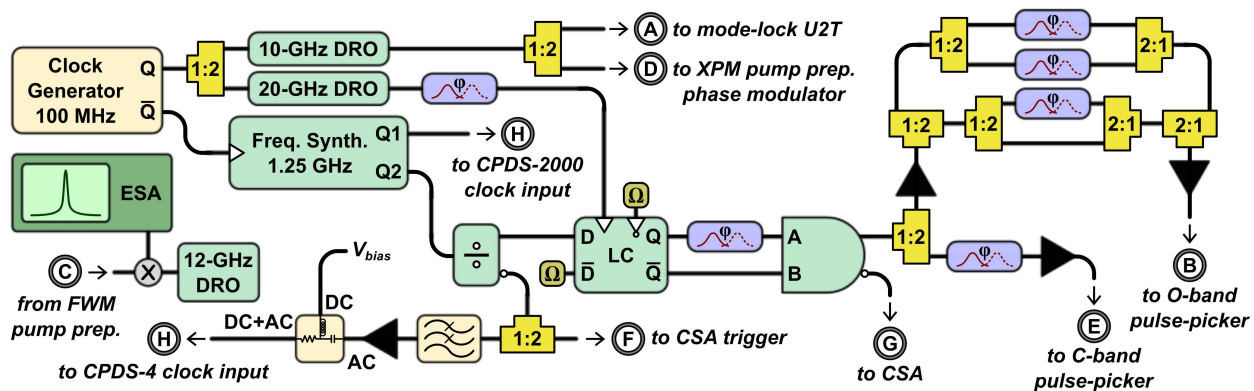 Clock
Generator
100 MHz
Q
Q̅
1:2
10-GHz DRO
20-GHz DRO
φ
1:2
A to mode-lock U2T
D to XPM pump prep.
phase modulator
Freq. Synth.
1.25 GHz
Q1
Q2
H
to CPDS-2000
clock input
ESA
C
X
12-GHz
DRO
from FWM
pump prep.
÷
V_bias
DC
DC+AC
AC
H
to CPDS-4 clock input
1:2
F to CSA trigger
Ω
D
Q
LC
Ω
D̅
Q̅
φ
A
B
G
to CSA
1:2
φ
E
to C-band
pulse-picker
1:2
φ
2:1
φ
1:2
1:2
φ
2:1
2:1
B
to O-band
pulse-picker